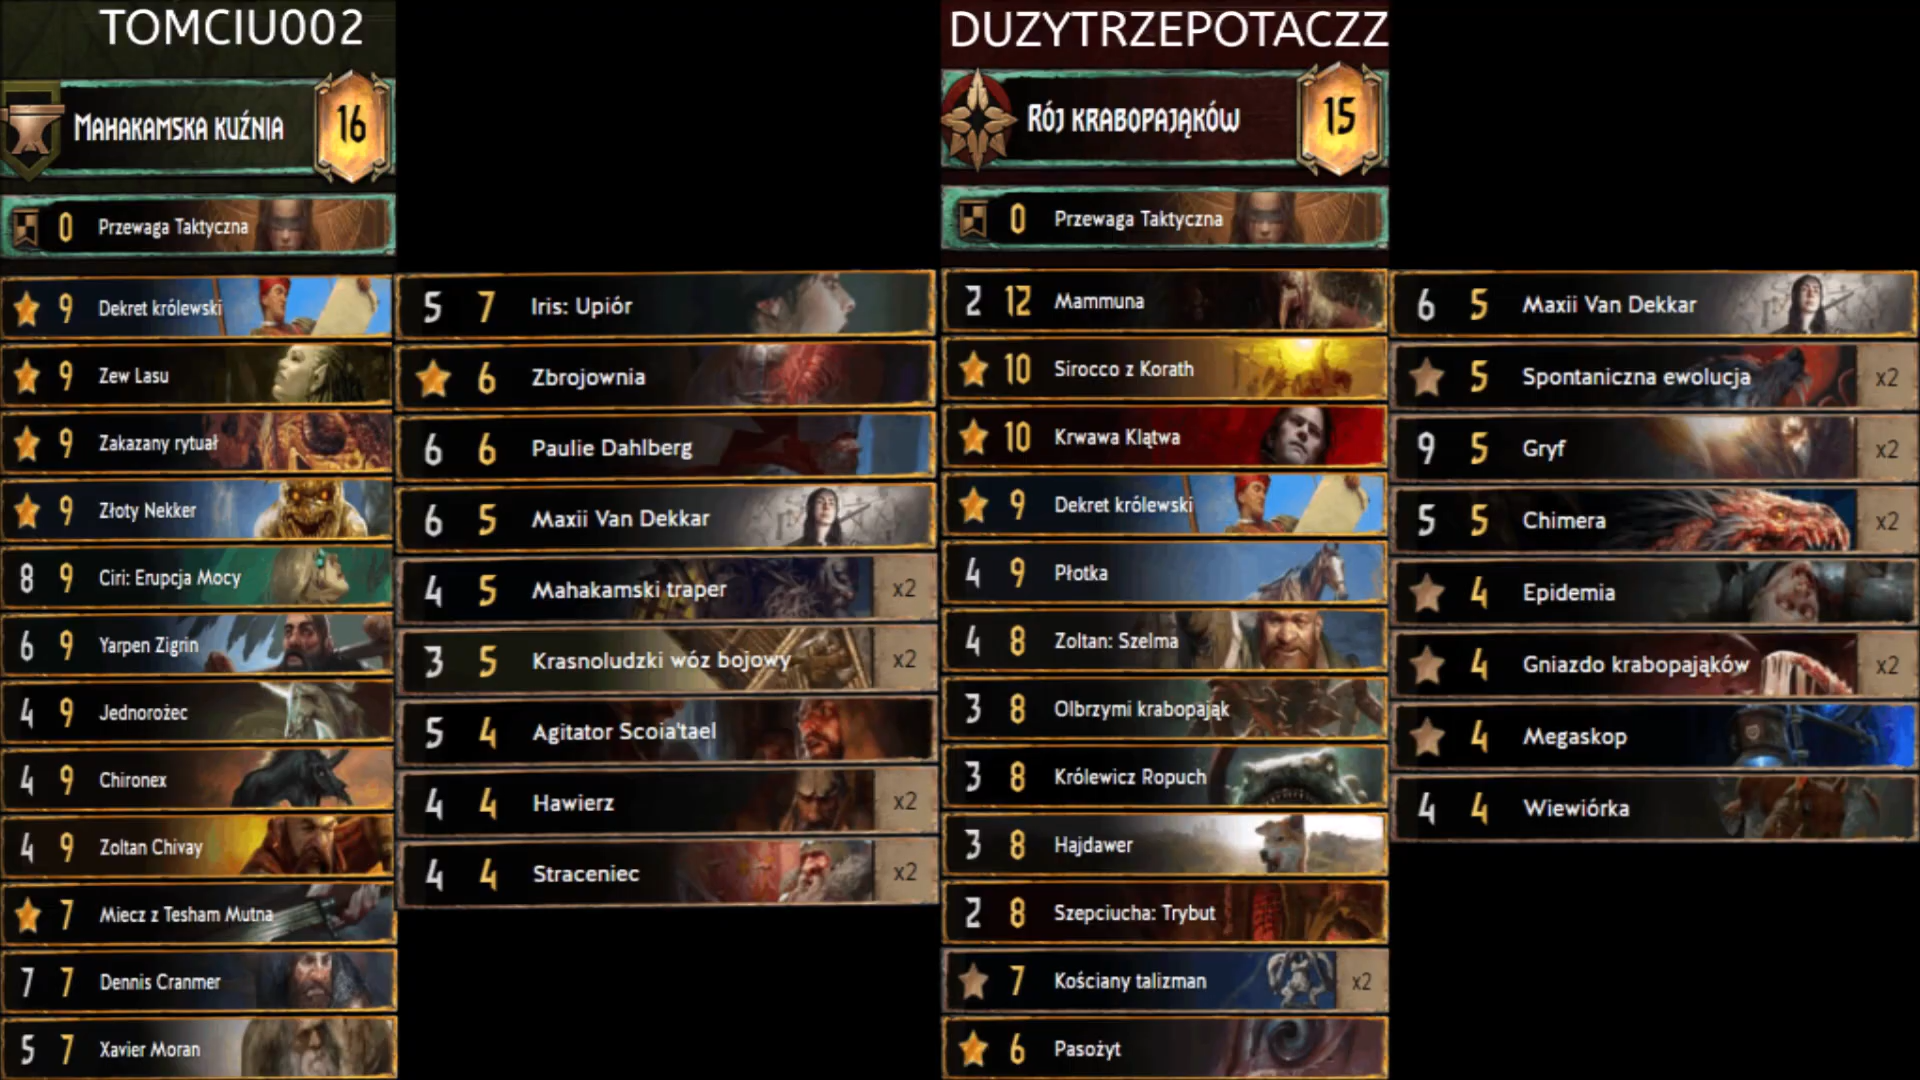 TOMCIU002
Mahakamska kuźnia 16
0 Przewaga Taktyczna
9 Dekret królewski
9 Zew Lasu
9 Zakazany rytuał
9 Złoty Nekker
8 9 Ciri: Erupcja Mocy
6 9 Yarpen Zigrin
4 9 Jednorożec
4 9 Chironex
4 9 Zoltan Chivay
7 Miecz z Tesham Mutna
7 7 Dennis Cranmer
5 7 Xavier Moran
5 7 Iris: Upiór
6 Zbrojownia
6 6 Paulie Dahlberg
6 5 Maxii Van Dekkar
4 5 Mahakamski traper x2
3 5 Krasnoludzki wóz bojowy x2
5 4 Agitator Scoia'tael
4 4 Hawierz x2
4 4 Straceniec x2
DUZYTRZEPOTACZZ
Rój krabopająków 15
0 Przewaga Taktyczna
2 12 Mammuna
10 Sirocco z Korath
10 Krwawa Klątwa
9 Dekret królewski
4 9 Płotka
4 8 Zoltan: Szelma
3 8 Olbrzymi krabopająk
3 8 Królewicz Ropuch
3 8 Hajdawer
2 8 Szepciucha: Trybut
7 Kościany talizman x2
6 Pasożyt
6 5 Maxii Van Dekkar
5 Spontaniczna ewolucja x2
9 5 Gryf x2
5 5 Chimera x2
4 Epidemia
4 Gniazdo krabopająków x2
4 Megaskop
4 4 Wiewiórka